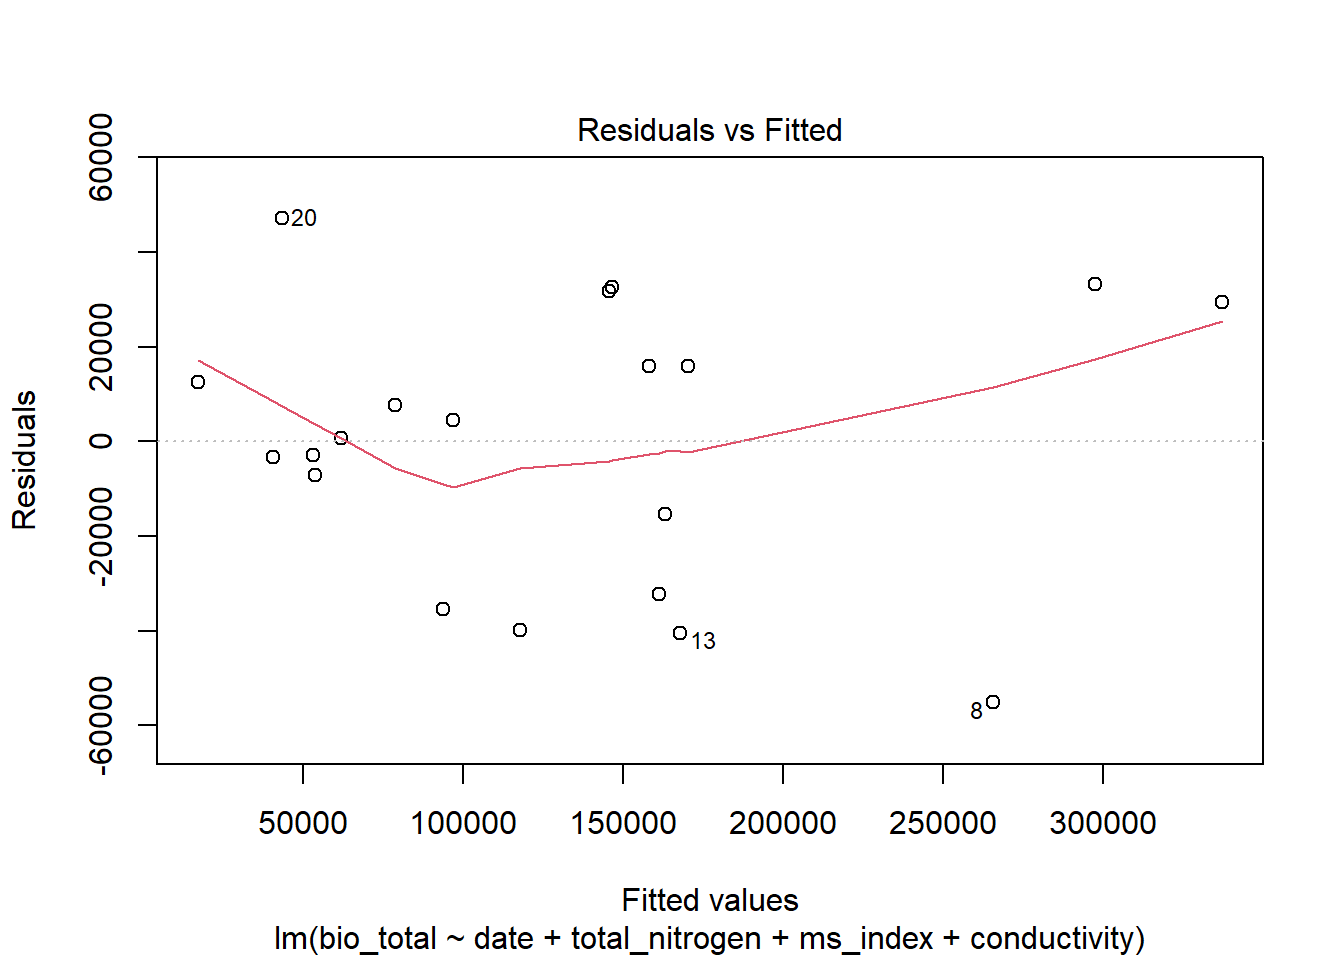 Residuals vs Fitted
60000
20000
0
-20000
-60000
Residuals
20
13
8
50000 100000 150000 200000 250000 300000
Fitted values
lm(bio_total ~ date + total_nitrogen + ms_index + conductivity)